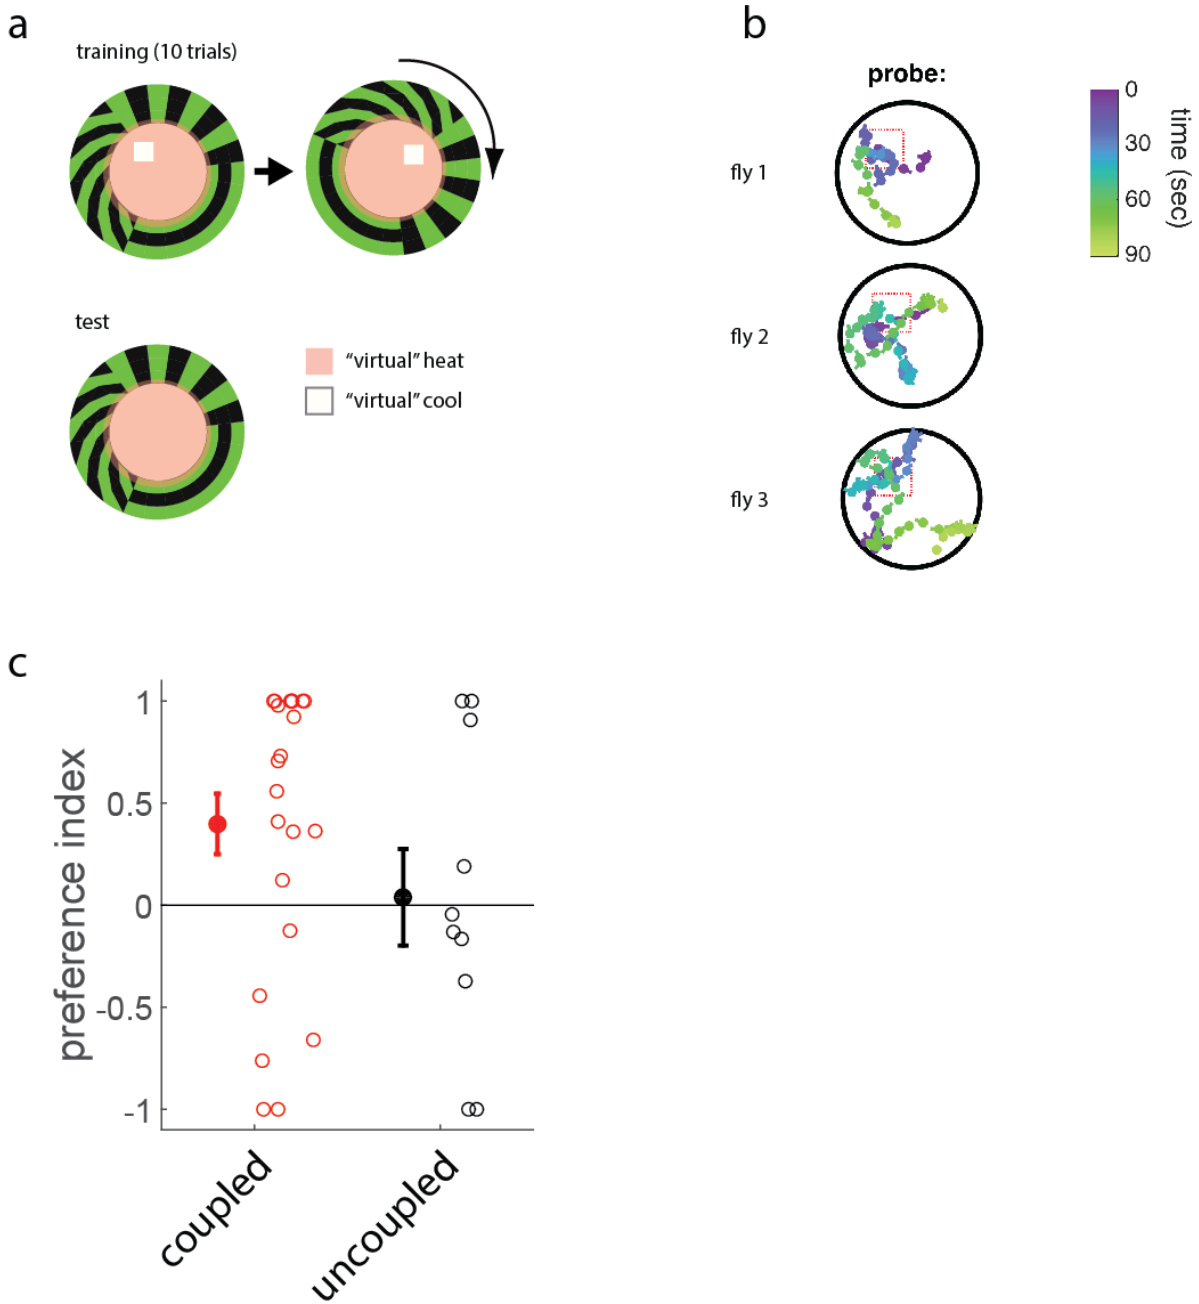 a
training (10 trials)
test
"virtual" heat
"virtual" cool
b
probe:
fly 1
fly 2
fly 3
0
30
60
90
time (sec)
c
preference index
1
0.5
0
-0.5
-1
coupled
uncoupled